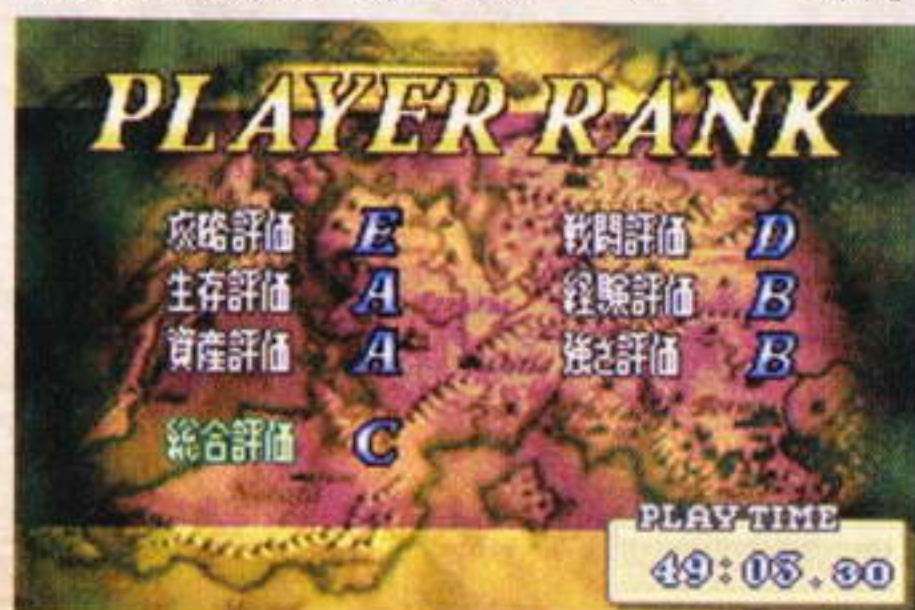 PLAYER RANK
攻略評価 E 戦闘評価 D
生存評価 A 経験評価 B
資産評価 A 強さ評価 B
総合評価 C
PLAY TIME
49:05.30